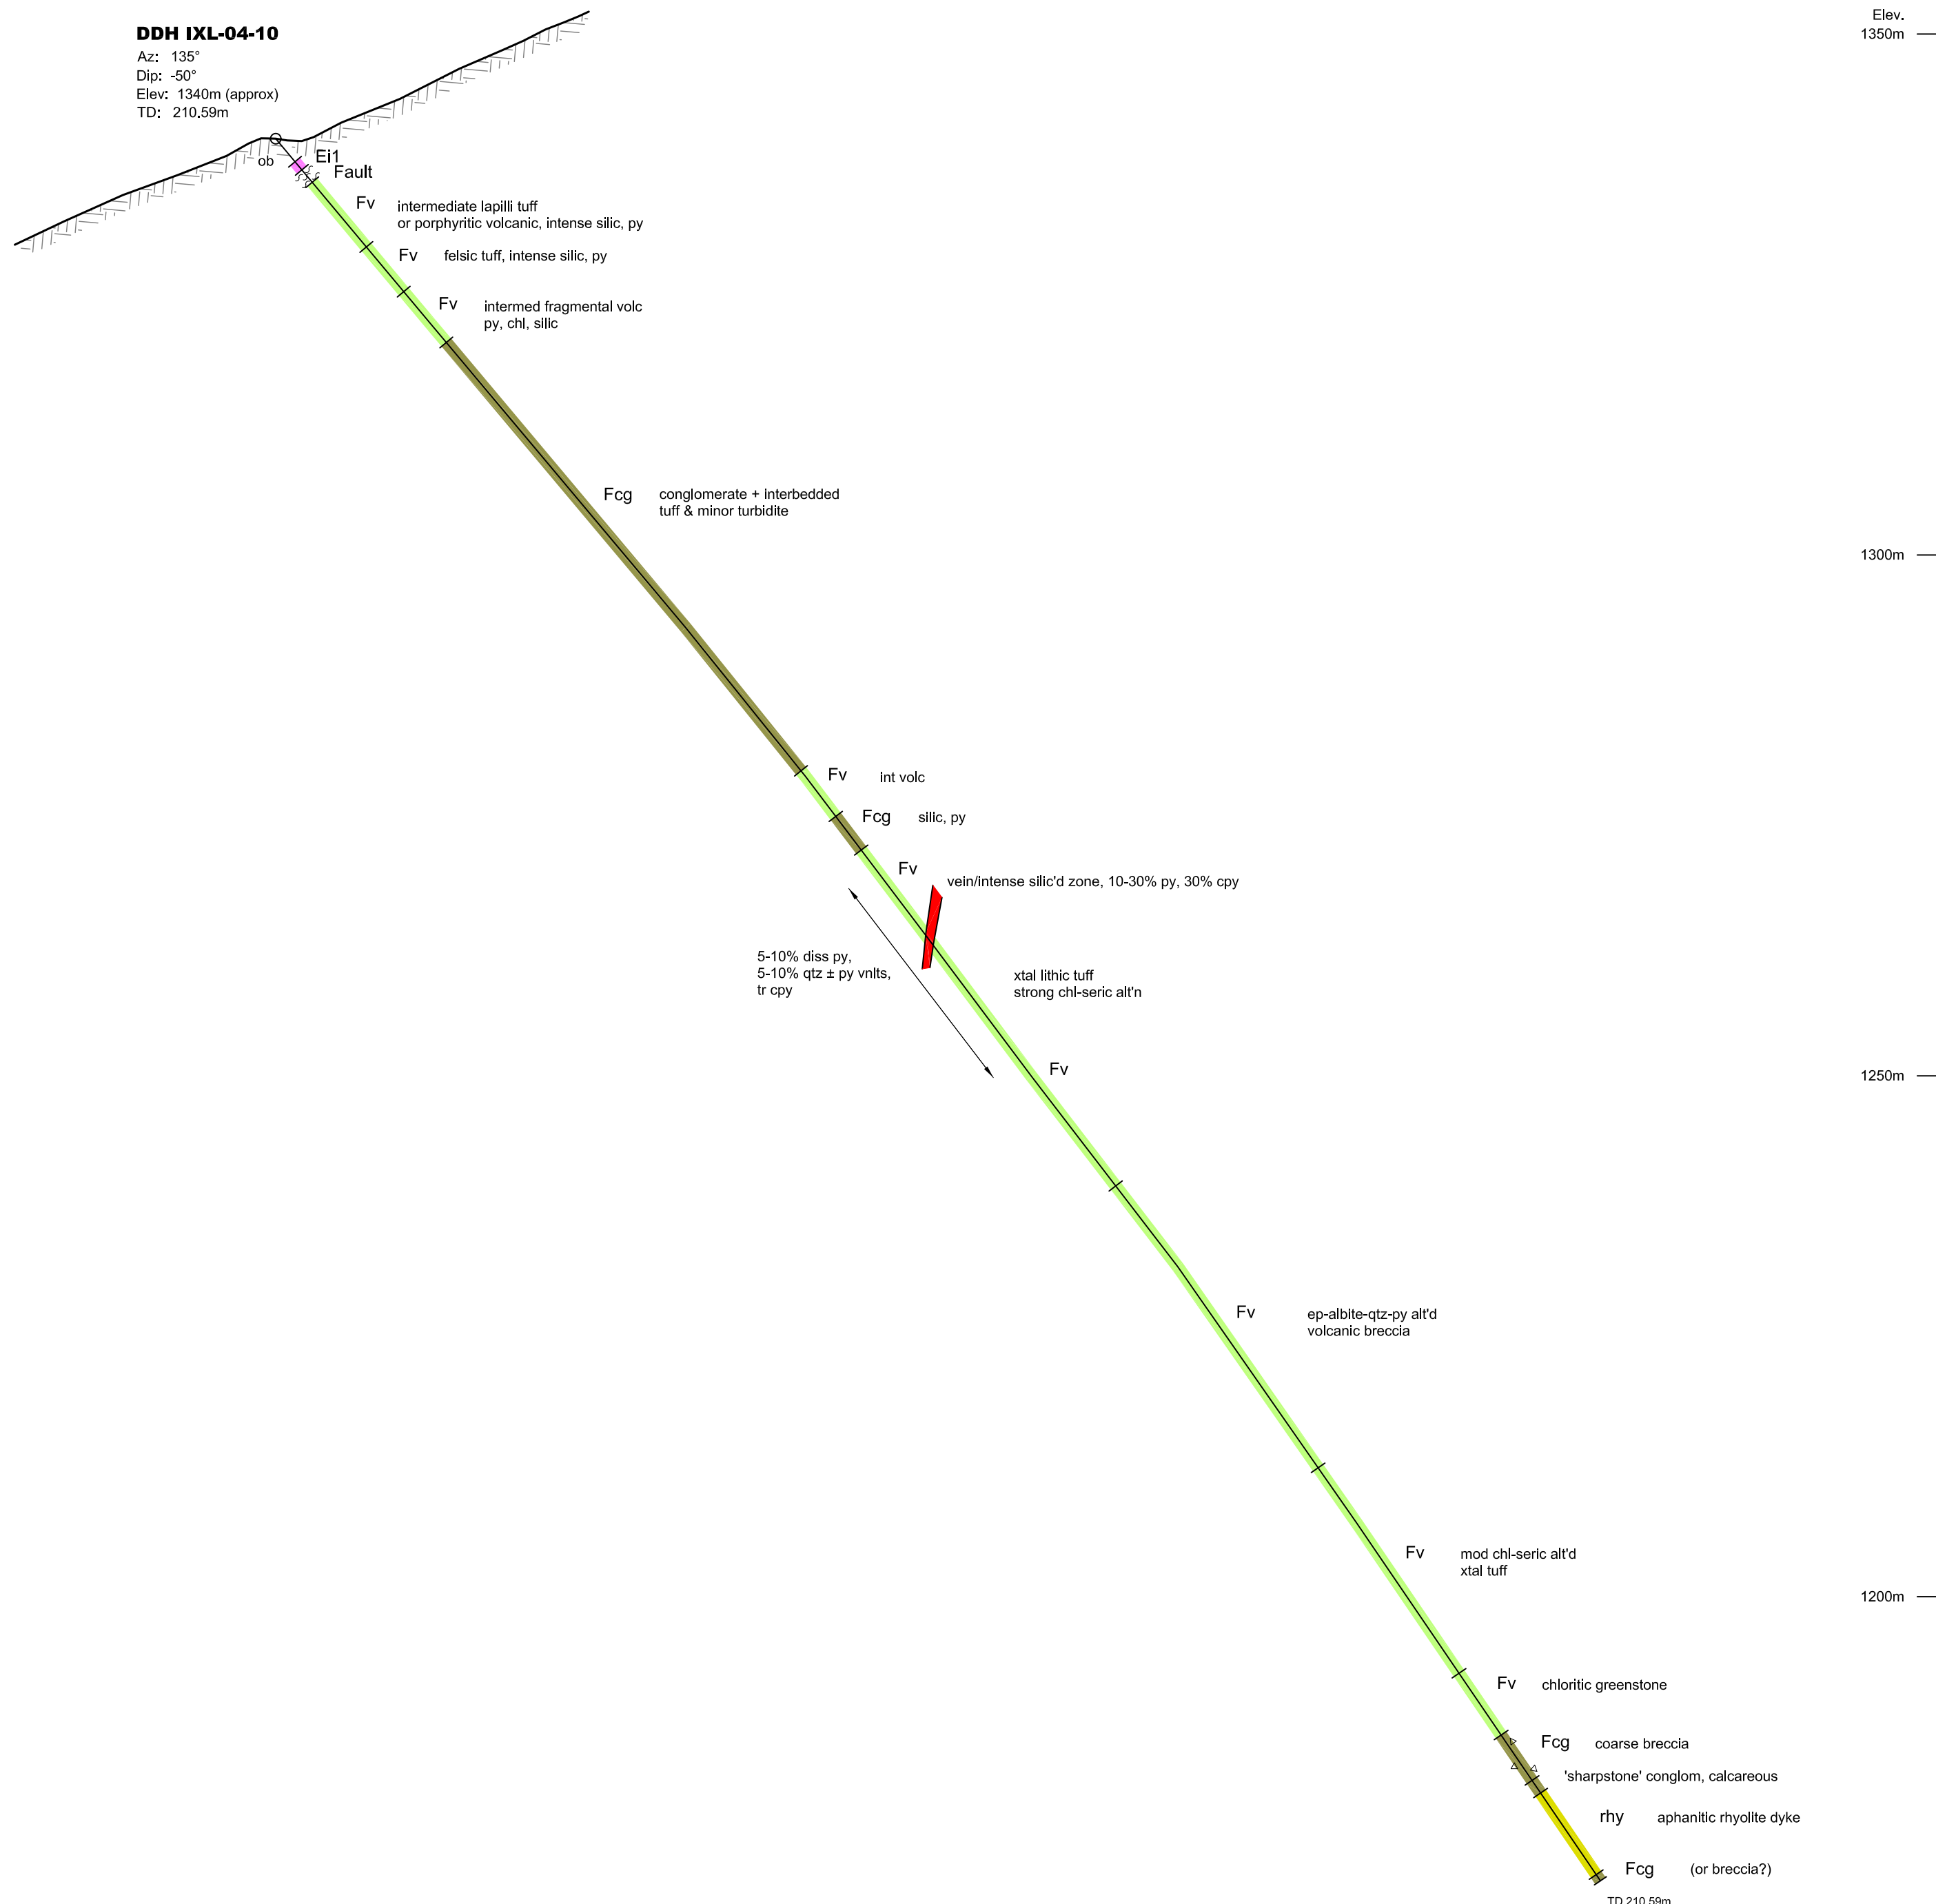 DDH IXL-04-10
Az: 135°
Dip: -50°
Elev: 1340m (approx)
TD: 210.59m
Elev.
1350m
ob
Ei1
Fault
Fv
intermediate lapilli tuff
or porphyritic volcanic, intense silic, py
Fv
felsic tuff, intense silic, py
Fv
intermed fragmental volc
py, chl, silic
Fcg
conglomerate + interbedded
tuff & minor turbidite
1300m
Fv
int volc
Fcg
silic, py
Fv
vein/intense silic'd zone, 10-30% py, 30% cpy
5-10% diss py,
5-10% qtz ± py vnlts,
tr cpy
xtal lithic tuff
strong chl-seric alt'n
Fv
1250m
Fv
ep-albite-qtz-py alt'd
volcanic breccia
Fv
mod chl-seric alt'd
xtal tuff
1200m
Fv
chloritic greenstone
Fcg
coarse breccia
'sharpstone' conglom, calcareous
rhy
aphanitic rhyolite dyke
Fcg
(or breccia?)
TD 210.59m